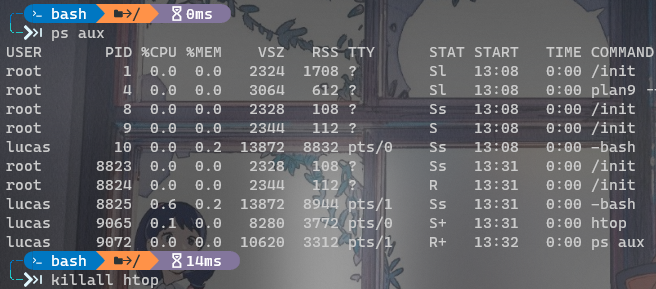 bash / 0ms
ps aux
USER PID %CPU %MEM VSZ RSS TTY STAT START TIME COMMAND
root 1 0.0 0.0 2324 1708 ? Sl 13:08 0:00 /init
root 4 0.0 0.0 3064 612 ? Sl 13:08 0:00 plan9 --
root 8 0.0 0.0 2328 108 ? Ss 13:08 0:00 /init
root 9 0.0 0.0 2344 112 ? S 13:08 0:00 /init
lucas 10 0.0 0.2 13872 8832 pts/0 Ss 13:08 0:00 -bash
root 8823 0.0 0.0 2328 108 ? Ss 13:31 0:00 /init
root 8824 0.0 0.0 2344 112 ? R 13:31 0:00 /init
lucas 8825 0.6 0.2 13872 8944 pts/1 Ss 13:31 0:00 -bash
lucas 9065 0.1 0.0 8280 3772 pts/0 S+ 13:31 0:00 htop
lucas 9072 0.0 0.0 10620 3312 pts/1 R+ 13:32 0:00 ps aux
bash / 14ms
killall htop